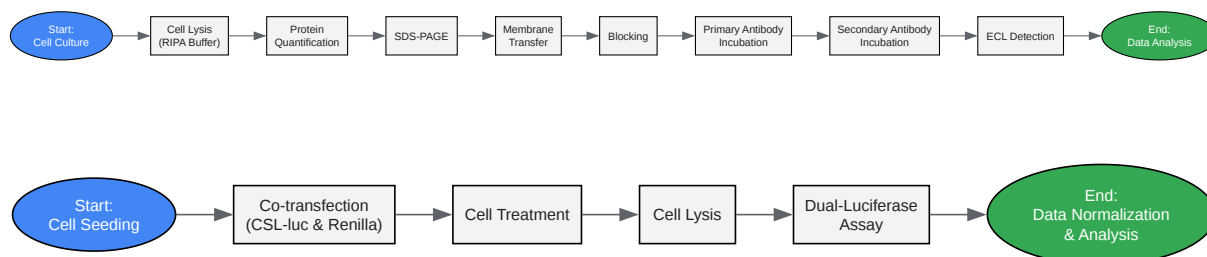 Start:
Cell Culture
Cell Lysis
(RIPA Buffer)
Protein
Quantification
SDS-PAGE
Membrane
Transfer
Blocking
Primary Antibody
Incubation
Secondary Antibody
Incubation
ECL Detection
End:
Data Analysis
Start:
Cell Seeding
Co-transfection
(CSL-luc & Renilla)
Cell Treatment
Cell Lysis
Dual-Luciferase
Assay
End:
Data Normalization
& Analysis